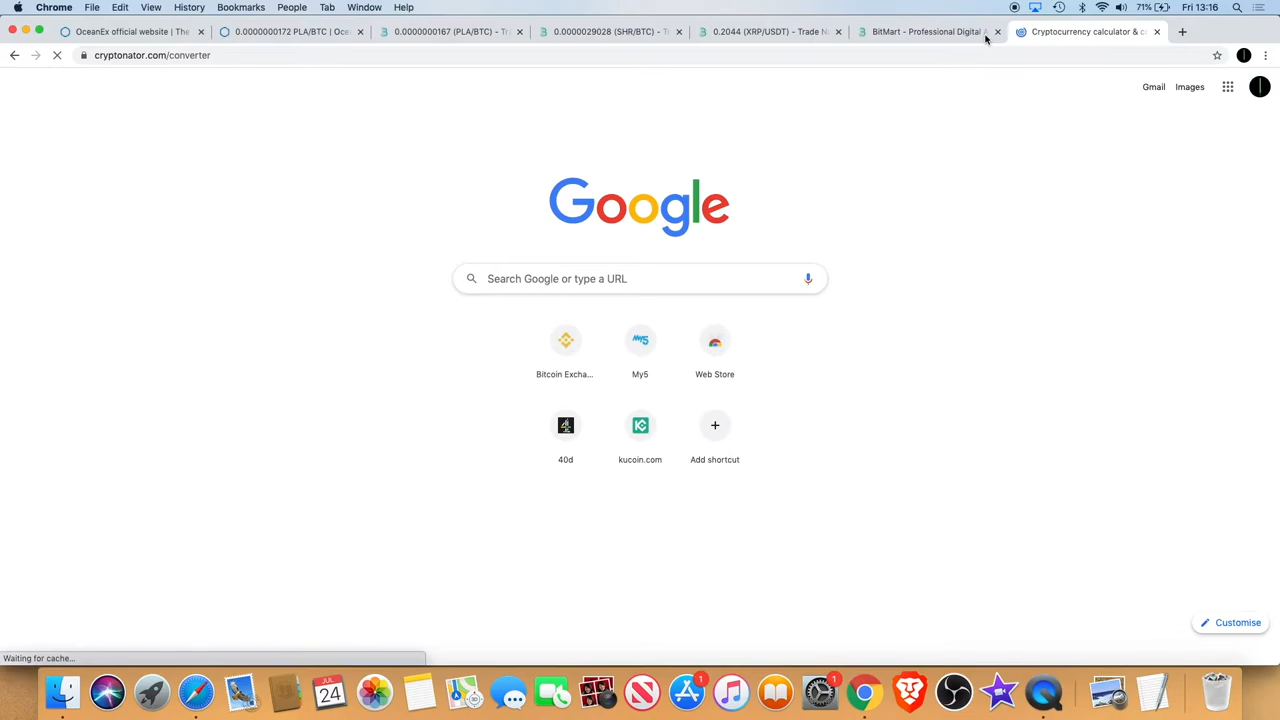 Chrome File Edit View History Bookmarks People Tab Window Help 71% Fri 13:16
OceanEx official website | The 0.0000000172 PLA/BTC | Oce 0.0000000167 (PLA/BTC) - Tr 0.0000029028 (SHR/BTC) - T 0.2044 (XRP/USDT) - Trade N BitMart - Professional Digital A Cryptocurrency calculator & c
cryptonator.com/converter
Gmail Images
Google
Search Google or type a URL
Bitcoin Excha... My5 Web Store
40d kucoin.com Add shortcut
Customise
Waiting for cache...
JUL
24
1
1